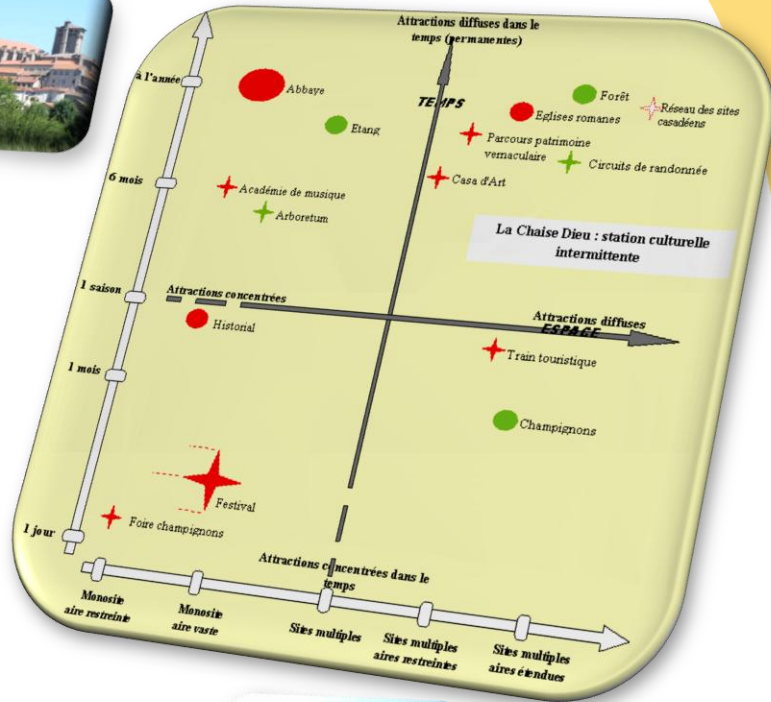 Attractions diffuses dans le
temps (permanentes)
à l'année
Abbaye
TEMPS
Forêt
Eglises romanes
Réseau des sites
casadéens
Etang
Parcours patrimoine
vernaculaire
Circuits de randonnée
6 mois
Académie de musique
Casa d'Art
Arboretum
La Chaise Dieu : station culturelle
intermittente
1 saison
Attractions concentrées
Attractions diffuses
ESPAGE
Historial
Train touristique
1 mois
Champignons
Festival
Foire champignons
1 jour
Attractions concentrées dans le
temps
Monosite
aire restreinte
Monosite
aire vaste
Sites multiples
Sites multiples
aires restreintes
Sites multiples
aires étendues